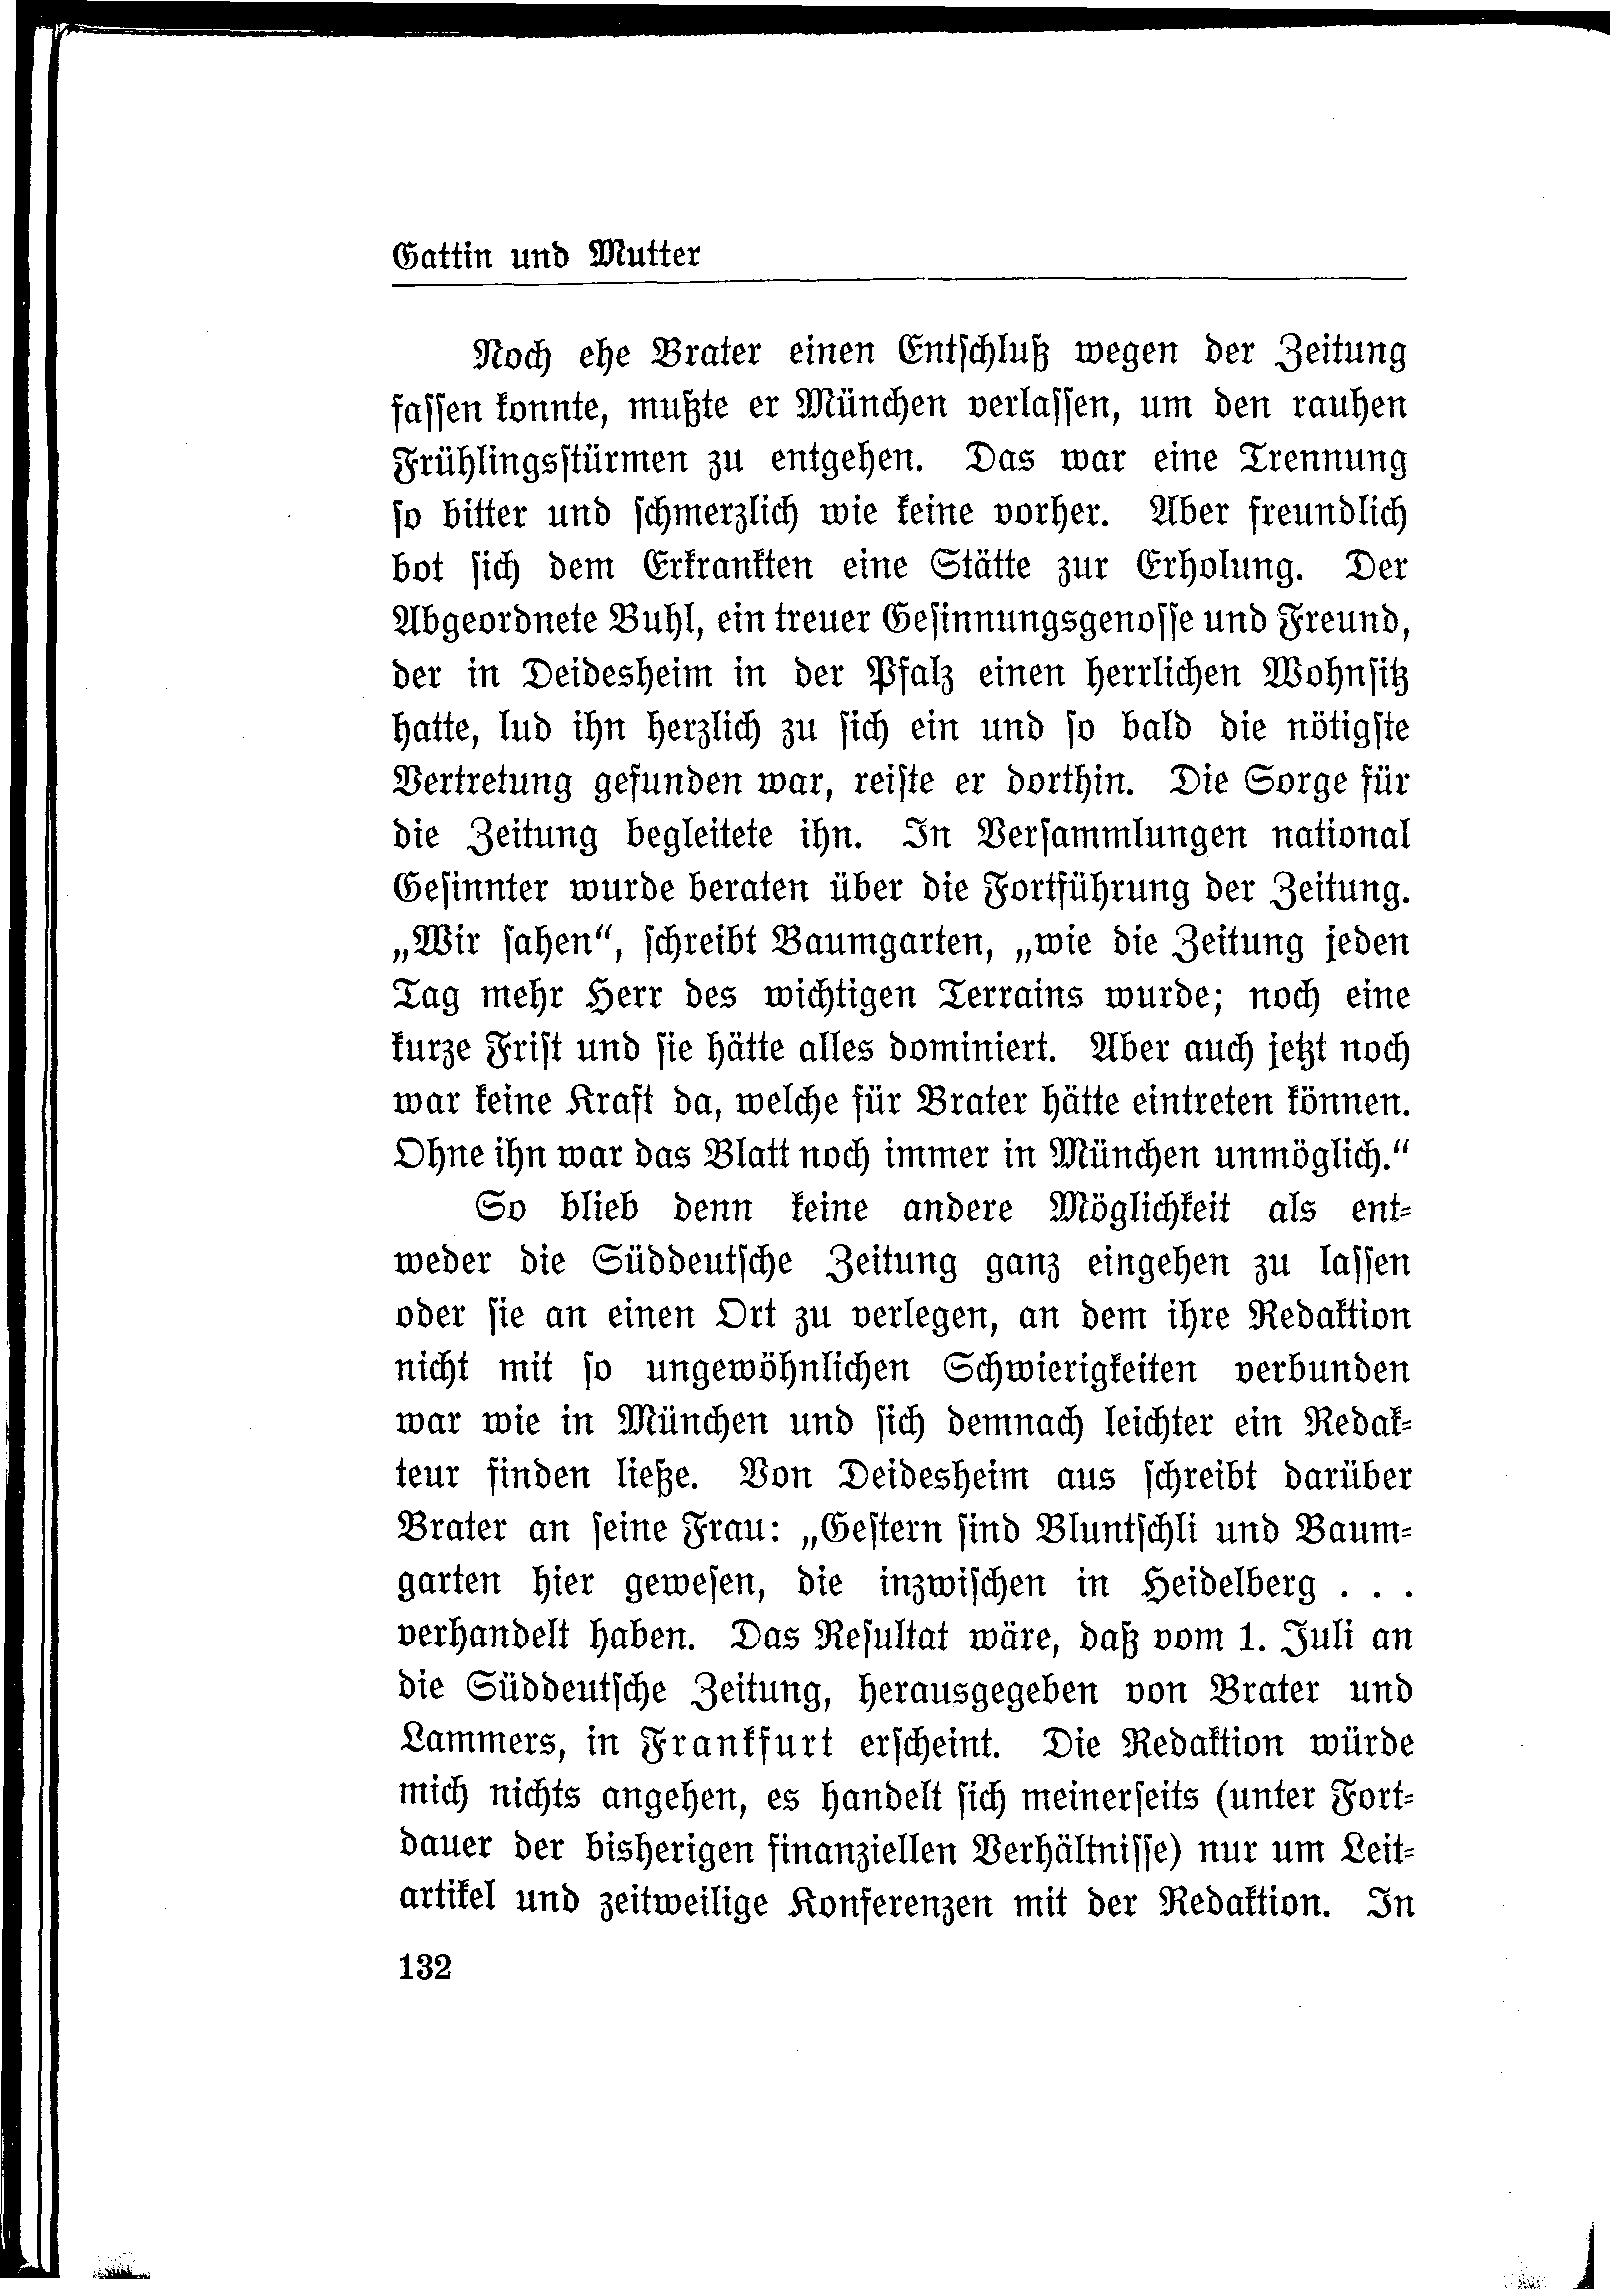 Gattin und Mutter
Noch ehe Brater einen Entschluß wegen der Zeitung
fassen konnte, mußte er München verlassen, um den rauhen
Frühlingsstürmen zu entgehen. Das war eine Trennung
so bitter und schmerzlich wie keine vorher. Aber freundlich
bot sich dem Erkrankten eine Stätte zur Erholung. Der
Abgeordnete Buhl, ein treuer Gesinnungsgenosse und Freund,
der in Deidesheim in der Pfalz einen herrlichen Wohnsitz
hatte, lud ihn herzlich zu sich ein und so bald die nötigste
Vertretung gefunden war, reiste er dorthin. Die Sorge für
die Zeitung begleitete ihn. In Versammlungen national
Gesinnter wurde beraten über die Fortführung der Zeitung.
„Wir sahen“, schreibt Baumgarten, „wie die Zeitung jeden
Tag mehr Herr des wichtigen Terrains wurde; noch eine
kurze Frist und sie hätte alles dominiert. Aber auch jetzt noch
war keine Kraft da, welche für Brater hätte eintreten können.
Ohne ihn war das Blatt noch immer in München unmöglich.“
So blieb denn keine andere Möglichkeit als ent-
weder die Süddeutsche Zeitung ganz eingehen zu lassen
oder sie an einen Ort zu verlegen, an dem ihre Redaktion
nicht mit so ungewöhnlichen Schwierigkeiten verbunden
war wie in München und sich demnach leichter ein Redak-
teur finden ließe. Von Deidesheim aus schreibt darüber
Brater an seine Frau: „Gestern sind Bluntschli und Baum-
garten hier gewesen, die inzwischen in Heidelberg . . .
verhandelt haben. Das Resultat wäre, daß vom 1. Juli an
die Süddeutsche Zeitung, herausgegeben von Brater und
Lammers, in Frankfurt erscheint. Die Redaktion würde
mich nichts angehen, es handelt sich meinerseits (unter Fort-
dauer der bisherigen finanziellen Verhältnisse) nur um Leit-
artikel und zeitweilige Konferenzen mit der Redaktion. In
132